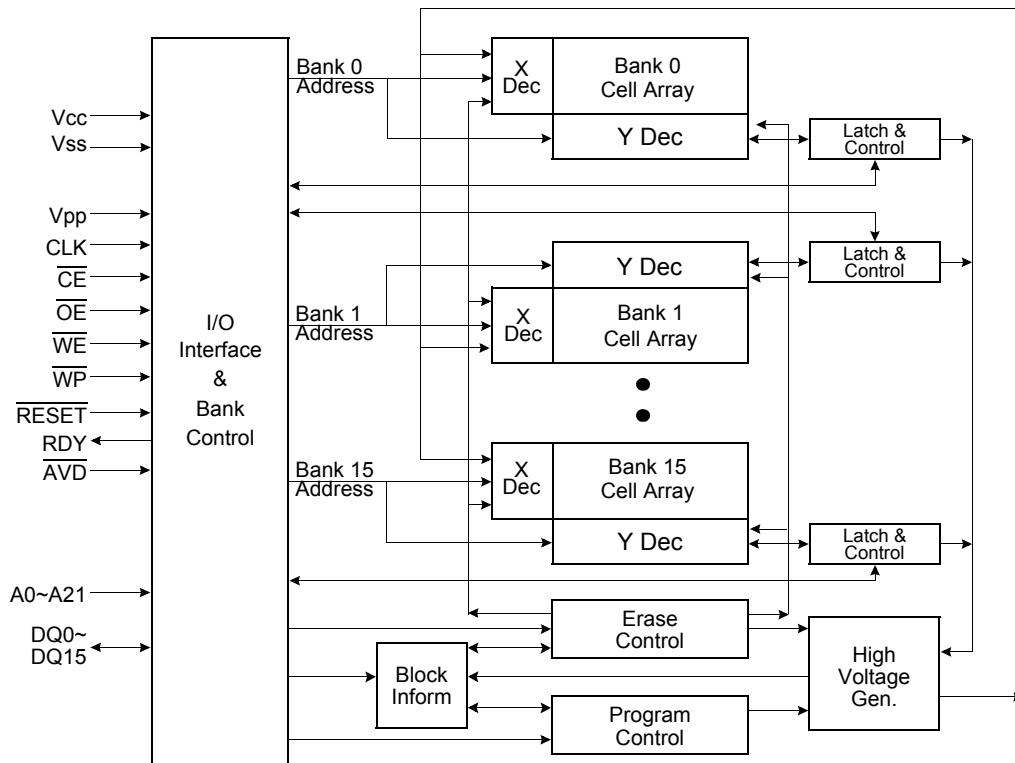 Vcc
Vss
Vpp
CLK
CE
OE
WE
WP
RESET
RDY
AVD
A0~A21
DQ0~
DQ15
I/O
Interface
&
Bank
Control
Bank 0
Address
X
Dec
Bank 0
Cell Array
Y Dec
Latch &
Control
Y Dec
Latch &
Control
Bank 1
Address
X
Dec
Bank 1
Cell Array
Bank 15
Address
X
Dec
Bank 15
Cell Array
Y Dec
Latch &
Control
Erase
Control
Block
Inform
High
Voltage
Gen.
Program
Control